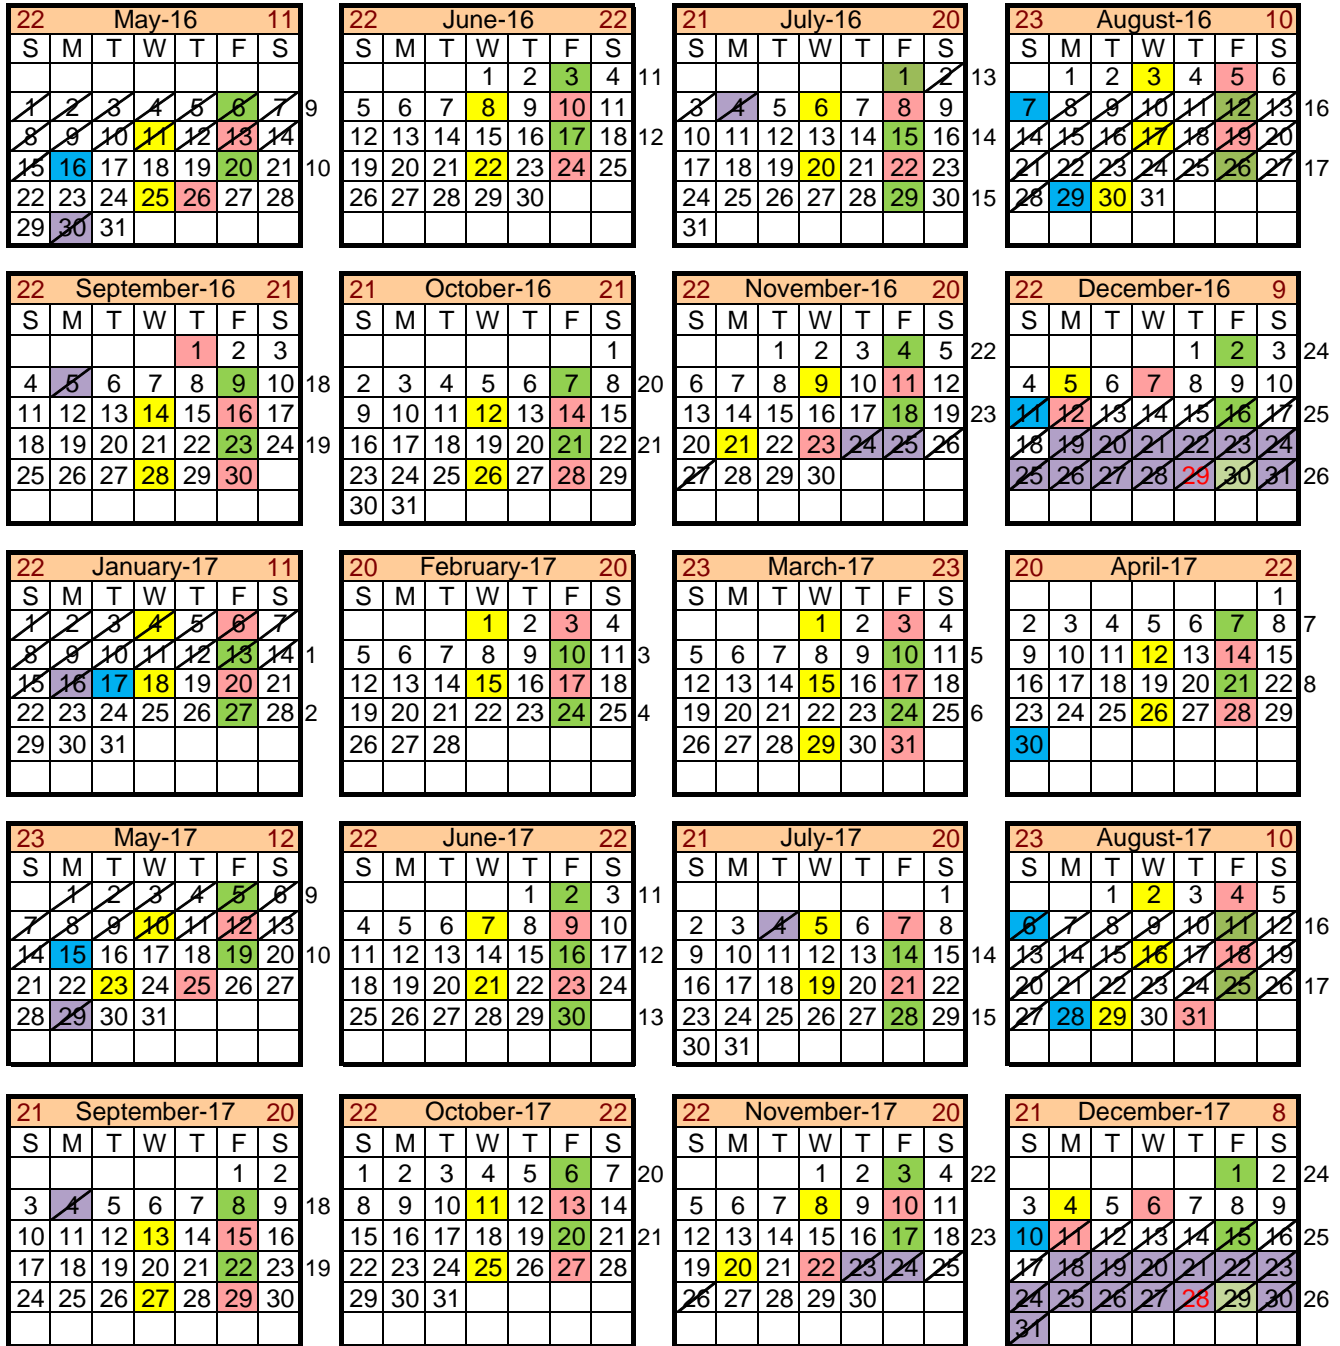 22 May-16 11
S M T W T F S
1 2 3 4 5 6 7 9
8 9 10 11 12 13 14
15 16 17 18 19 20 21 10
22 23 24 25 26 27 28
29 30 31
22 June-16 22
S M T W T F S
1 2 3 4 11
5 6 7 8 9 10 11
12 13 14 15 16 17 18 12
19 20 21 22 23 24 25
26 27 28 29 30
21 July-16 20
S M T W T F S
1 2 13
3 4 5 6 7 8 9
10 11 12 13 14 15 16 14
17 18 19 20 21 22 23
24 25 26 27 28 29 30 15
31
23 August-16 10
S M T W T F S
1 2 3 4 5 6
7 8 9 10 11 12 13 16
14 15 16 17 18 19 20
21 22 23 24 25 26 27 17
28 29 30 31
22 September-16 21
S M T W T F S
1 2 3
4 5 6 7 8 9 10 18
11 12 13 14 15 16 17
18 19 20 21 22 23 24 19
25 26 27 28 29 30
21 October-16 21
S M T W T F S
1
2 3 4 5 6 7 8 20
9 10 11 12 13 14 15
16 17 18 19 20 21 22 21
23 24 25 26 27 28 29
30 31
22 November-16 20
S M T W T F S
1 2 3 4 5 22
6 7 8 9 10 11 12
13 14 15 16 17 18 19 23
20 21 22 23 24 25 26
27 28 29 30
22 December-16 9
S M T W T F S
1 2 3 24
4 5 6 7 8 9 10
11 12 13 14 15 16 17 25
18 19 20 21 22 23 24
25 26 27 28 29 30 31 26
22 January-17 11
S M T W T F S
1 2 3 4 5 6 7
8 9 10 11 12 13 14 1
15 16 17 18 19 20 21
22 23 24 25 26 27 28 2
29 30 31
20 February-17 20
S M T W T F S
1 2 3 4
5 6 7 8 9 10 11 3
12 13 14 15 16 17 18
19 20 21 22 23 24 25 4
26 27 28
23 March-17 23
S M T W T F S
1 2 3 4
5 6 7 8 9 10 11 5
12 13 14 15 16 17 18
19 20 21 22 23 24 25 6
26 27 28 29 30 31
20 April-17 22
S M T W T F S
1
2 3 4 5 6 7 8 7
9 10 11 12 13 14 15
16 17 18 19 20 21 22 8
23 24 25 26 27 28 29
30
23 May-17 12
S M T W T F S
1 2 3 4 5 6 9
7 8 9 10 11 12 13
14 15 16 17 18 19 20 10
21 22 23 24 25 26 27
28 29 30 31
22 June-17 22
S M T W T F S
1 2 3 11
4 5 6 7 8 9 10
11 12 13 14 15 16 17 12
18 19 20 21 22 23 24
25 26 27 28 29 30 13
21 July-17 20
S M T W T F S
1
2 3 4 5 6 7 8
9 10 11 12 13 14 15 14
16 17 18 19 20 21 22
23 24 25 26 27 28 29 15
30 31
23 August-17 10
S M T W T F S
1 2 3 4 5
6 7 8 9 10 11 12 16
13 14 15 16 17 18 19
20 21 22 23 24 25 26 17
27 28 29 30 31
21 September-17 20
S M T W T F S
1 2
3 4 5 6 7 8 9 18
10 11 12 13 14 15 16
17 18 19 20 21 22 23 19
24 25 26 27 28 29 30
22 October-17 22
S M T W T F S
1 2 3 4 5 6 7 20
8 9 10 11 12 13 14
15 16 17 18 19 20 21 21
22 23 24 25 26 27 28
29 30 31
22 November-17 20
S M T W T F S
1 2 3 4 22
5 6 7 8 9 10 11
12 13 14 15 16 17 18 23
19 20 21 22 23 24 25
26 27 28 29 30
21 December-17 8
S M T W T F S
1 2 24
3 4 5 6 7 8 9
10 11 12 13 14 15 16 25
17 18 19 20 21 22 23
24 25 26 27 28 29 30 26
31